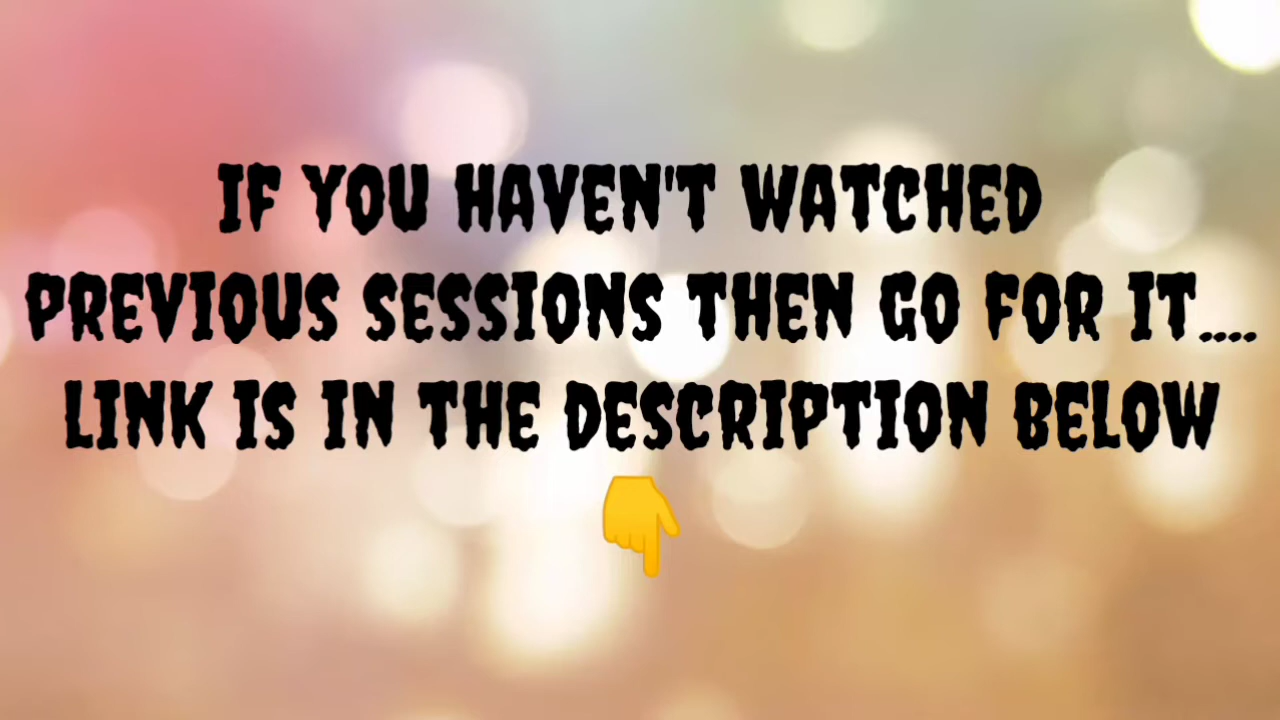 IF YOU HAVEN'T WATCHED
PREVIOUS SESSIONS THEN GO FOR IT....
LINK IS IN THE DESCRIPTION BELOW
👇